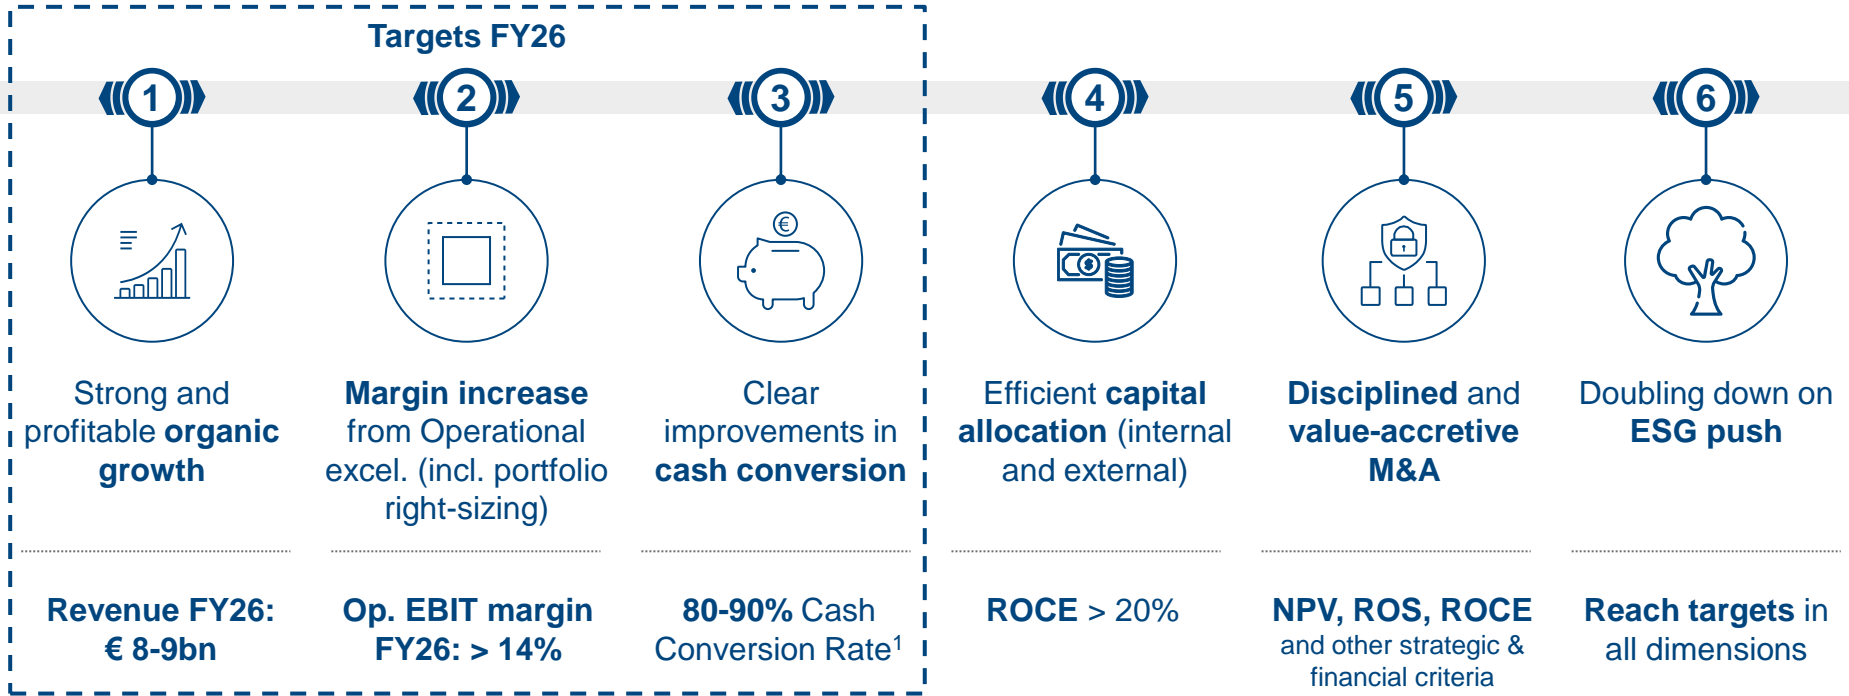 Targets FY26
1
2
3
4
5
6
€
$
Strong and
profitable organic
growth
Margin increase
from Operational
excel. (incl. portfolio
right-sizing)
Clear
improvements in
cash conversion
Efficient capital
allocation (internal
and external)
Disciplined and
value-accretive
M&A
Doubling down on
ESG push
Revenue FY26:
€ 8-9bn
Op. EBIT margin
FY26: > 14%
80-90% Cash
Conversion Rate¹
ROCE > 20%
NPV, ROS, ROCE
and other strategic &
financial criteria
Reach targets in
all dimensions